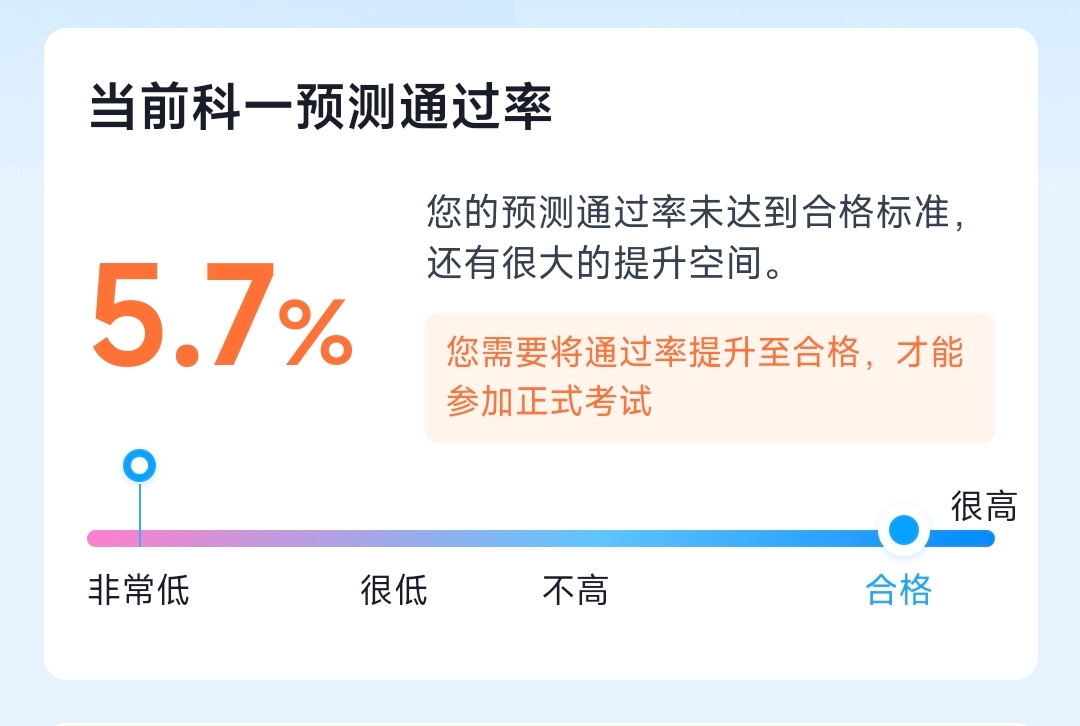 当前科一预测通过率
5.7%
您的预测通过率未达到合格标准，
还有很大的提升空间。
您需要将通过率提升至合格，才能
参加正式考试
很高
非常低 很低 不高 合格